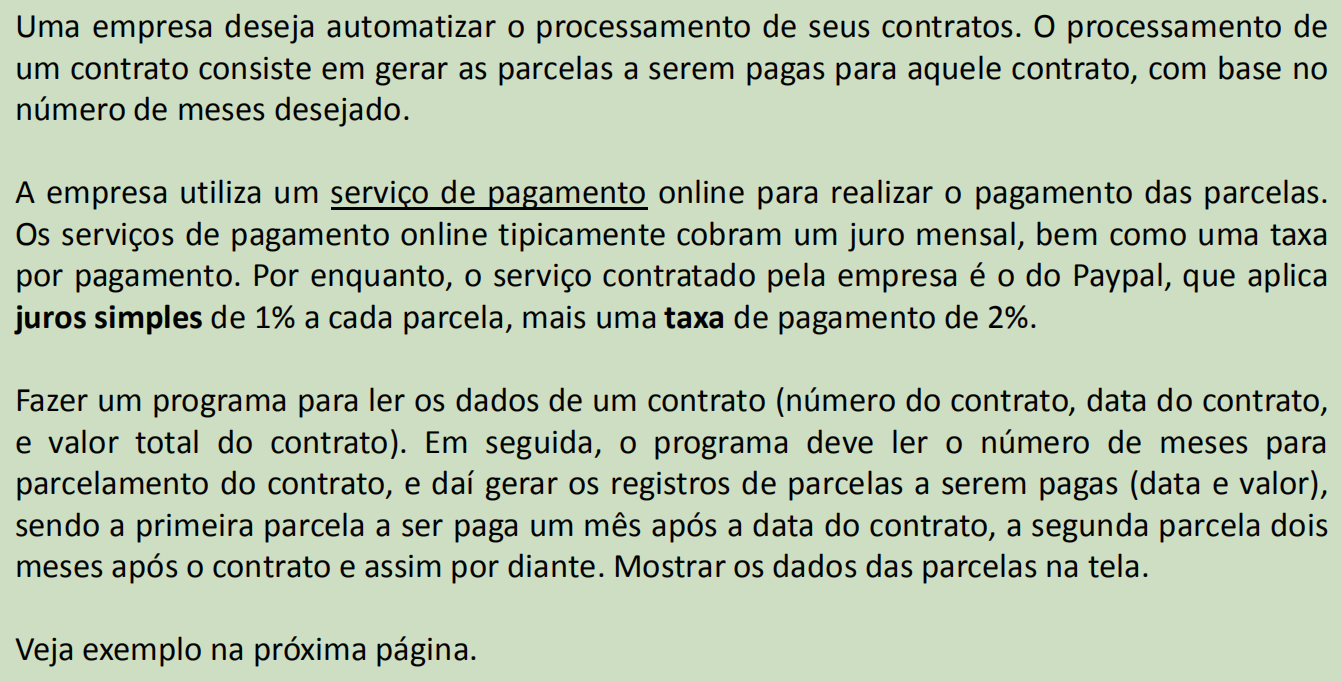 Uma empresa deseja automatizar o processamento de seus contratos. O processamento de
um contrato consiste em gerar as parcelas a serem pagas para aquele contrato, com base no
número de meses desejado.
A empresa utiliza um serviço de pagamento online para realizar o pagamento das parcelas.
Os serviços de pagamento online tipicamente cobram um juro mensal, bem como uma taxa
por pagamento. Por enquanto, o serviço contratado pela empresa é o do Paypal, que aplica
juros simples de 1% a cada parcela, mais uma taxa de pagamento de 2%.
Fazer um programa para ler os dados de um contrato (número do contrato, data do contrato,
e valor total do contrato). Em seguida, o programa deve ler o número de meses para
parcelamento do contrato, e daí gerar os registros de parcelas a serem pagas (data e valor),
sendo a primeira parcela a ser paga um mês após a data do contrato, a segunda parcela dois
meses após o contrato e assim por diante. Mostrar os dados das parcelas na tela.
Veja exemplo na próxima página.